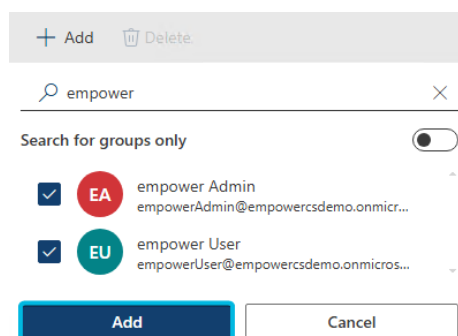 Add Delete
empower
Search for groups only
EA empower Admin
empowerAdmin@empowercsdemo.onmicr...
EU empower User
empowerUser@empowercsdemo.onmicros...
Add Cancel